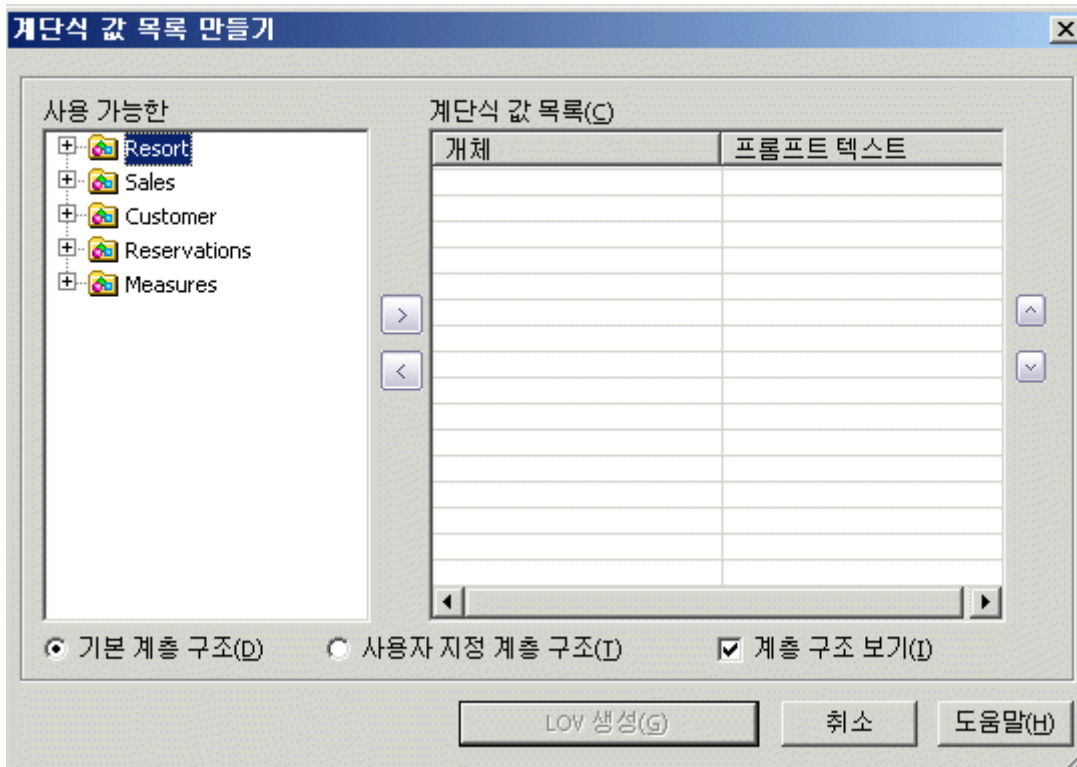 계단식 값 목록 만들기
사용 가능한
계단식 값 목록(C)
개체 프롬프트 텍스트
Resort
Sales
Customer
Reservations
Measures
기본 계층 구조(D) 사용자 지정 계층 구조(T) 계층 구조 보기(I)
LOV 생성(G) 취소 도움말(H)